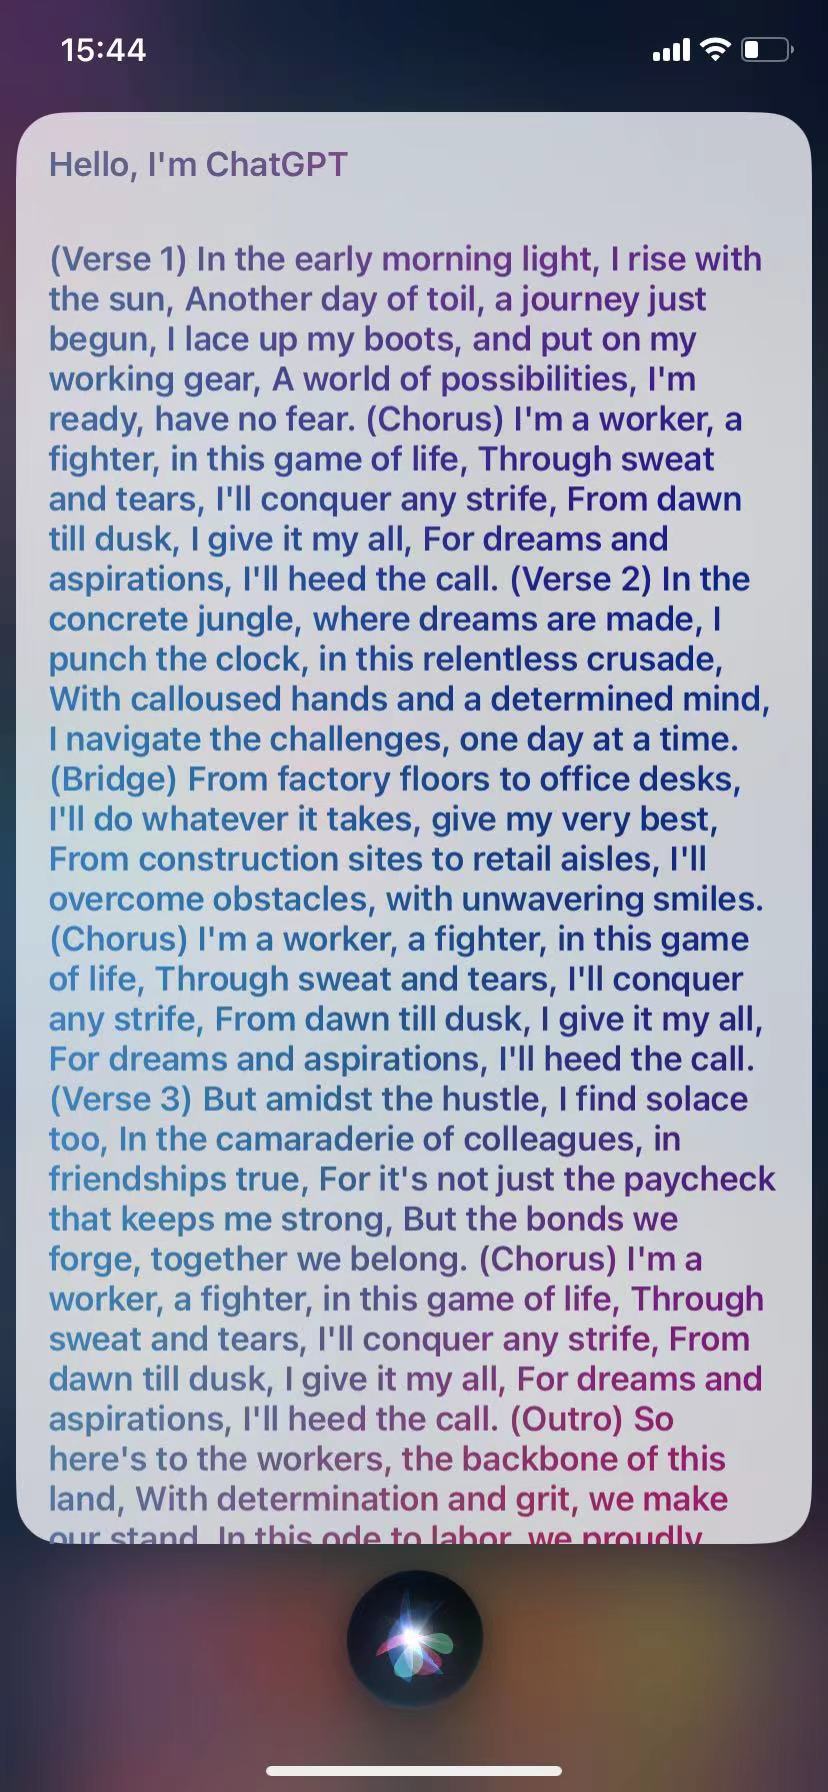 15:44
Hello, I'm ChatGPT
(Verse 1) In the early morning light, I rise with
the sun, Another day of toil, a journey just
begun, I lace up my boots, and put on my
working gear, A world of possibilities, I'm
ready, have no fear. (Chorus) I'm a worker, a
fighter, in this game of life, Through sweat
and tears, I'll conquer any strife, From dawn
till dusk, I give it my all, For dreams and
aspirations, I'll heed the call. (Verse 2) In the
concrete jungle, where dreams are made, I
punch the clock, in this relentless crusade,
With calloused hands and a determined mind,
I navigate the challenges, one day at a time.
(Bridge) From factory floors to office desks,
I'll do whatever it takes, give my very best,
From construction sites to retail aisles, I'll
overcome obstacles, with unwavering smiles.
(Chorus) I'm a worker, a fighter, in this game
of life, Through sweat and tears, I'll conquer
any strife, From dawn till dusk, I give it my all,
For dreams and aspirations, I'll heed the call.
(Verse 3) But amidst the hustle, I find solace
too, In the camaraderie of colleagues, in
friendships true, For it's not just the paycheck
that keeps me strong, But the bonds we
forge, together we belong. (Chorus) I'm a
worker, a fighter, in this game of life, Through
sweat and tears, I'll conquer any strife, From
dawn till dusk, I give it my all, For dreams and
aspirations, I'll heed the call. (Outro) So
here's to the workers, the backbone of this
land, With determination and grit, we make
our stand, In this ode to labor, we proudly